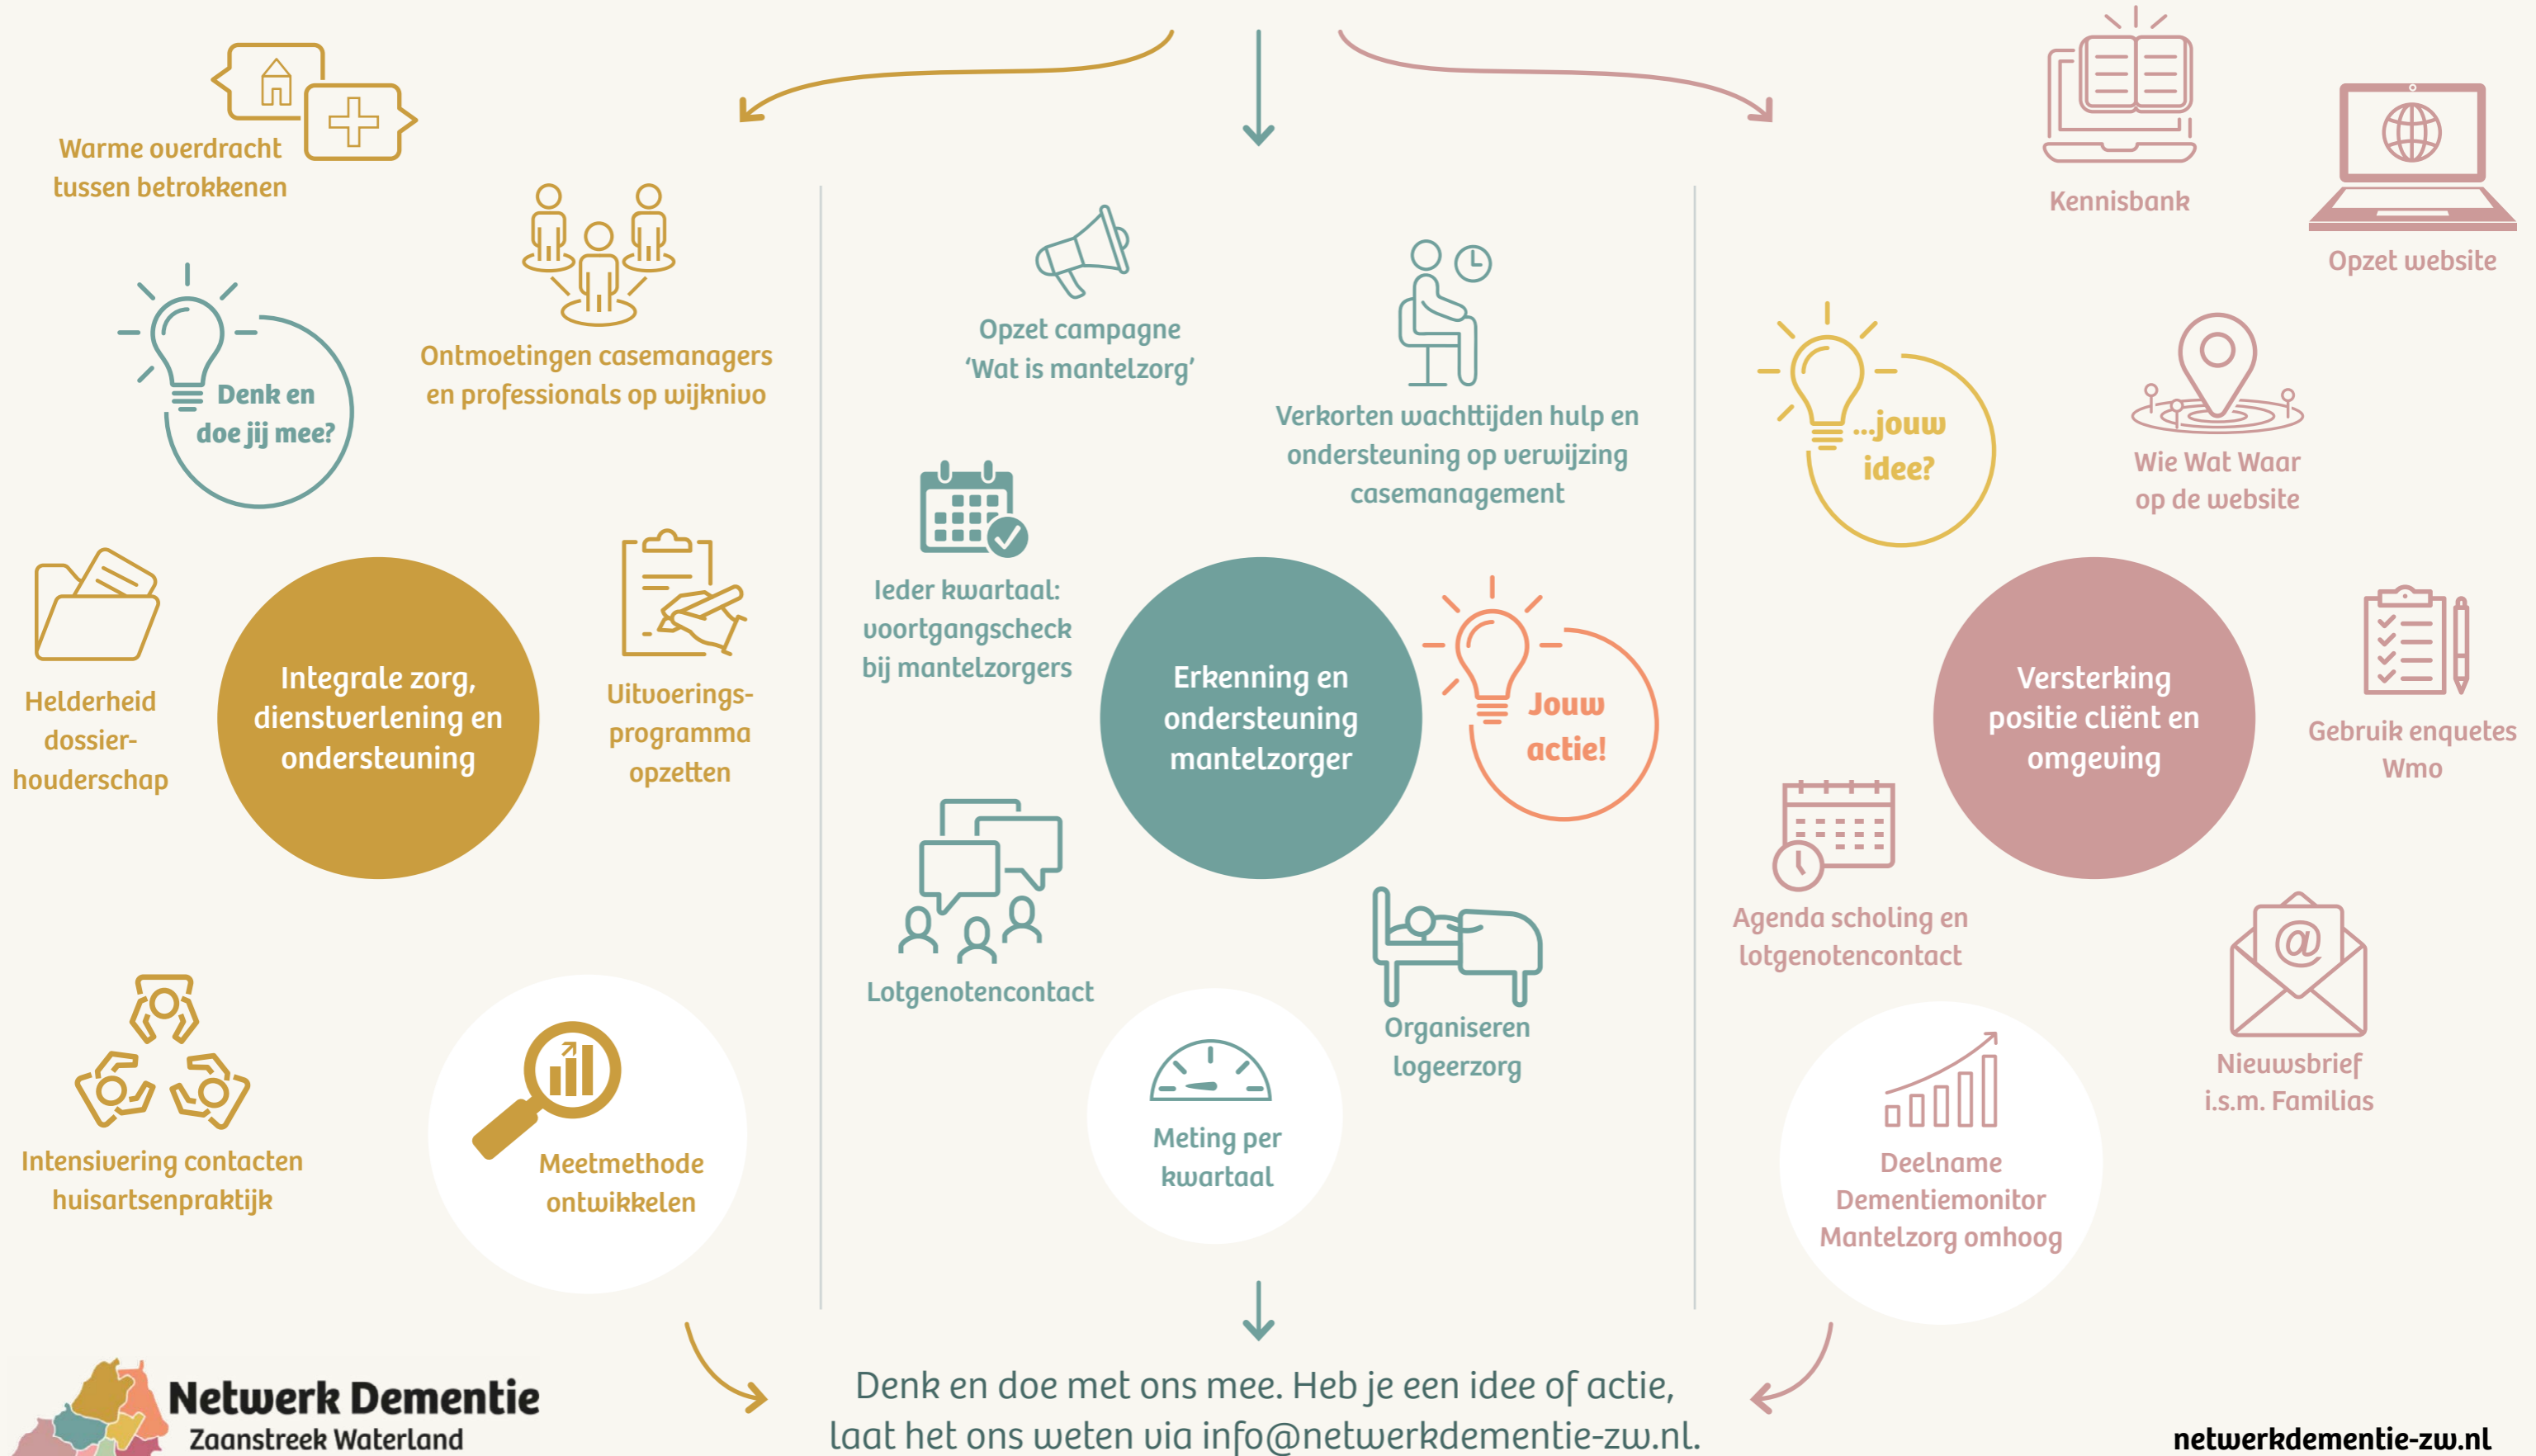 Warme overdracht
tussen betrokkenen
Ontmoetingen casemanagers
en professionals op wijknivo
Denk en
doe jij mee?
Helderheid
dossier-
houderschap
Integrale zorg,
dienstverlening en
ondersteuning
Uitvoerings-
programma
opzetten
Intensivering contacten
huisartsenpraktijk
Meetmethode
ontwikkelen
Opzet campagne
‘Wat is mantelzorg’
Verkorten wachttijden hulp en
ondersteuning op verwijzing
casemanagement
Ieder kwartaal:
voortgangscheck
bij mantelzorgers
Erkenning en
ondersteuning
mantelzorger
Jouw
actie!
Lotgenotencontact
Organiseren
logeerzorg
Meting per
kwartaal
Kennisbank
Opzet website
...jouw
idee?
Wie Wat Waar
op de website
Versterking
positie cliënt en
omgeving
Gebruik enquetes
Wmo
Agenda scholing en
lotgenotencontact
@
Nieuwsbrief
i.s.m. Familias
Deelname
Dementiemonitor
Mantelzorg omhoog
Netwerk Dementie
Zaanstreek Waterland
Denk en doe met ons mee. Heb je een idee of actie,
laat het ons weten via info@netwerkdementie-zw.nl.
netwerkdementie-zw.nl